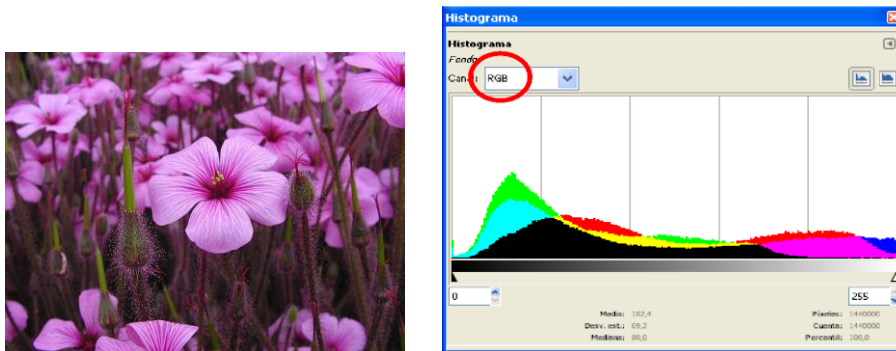 Histograma
Histograma
Fondo
Canal: RGB
0 255
Media: 102,4 Píxeles: 1440000
Desv. est.: 69,2 Cuenta: 1440000
Mediana: 80,0 Percentil: 100,0